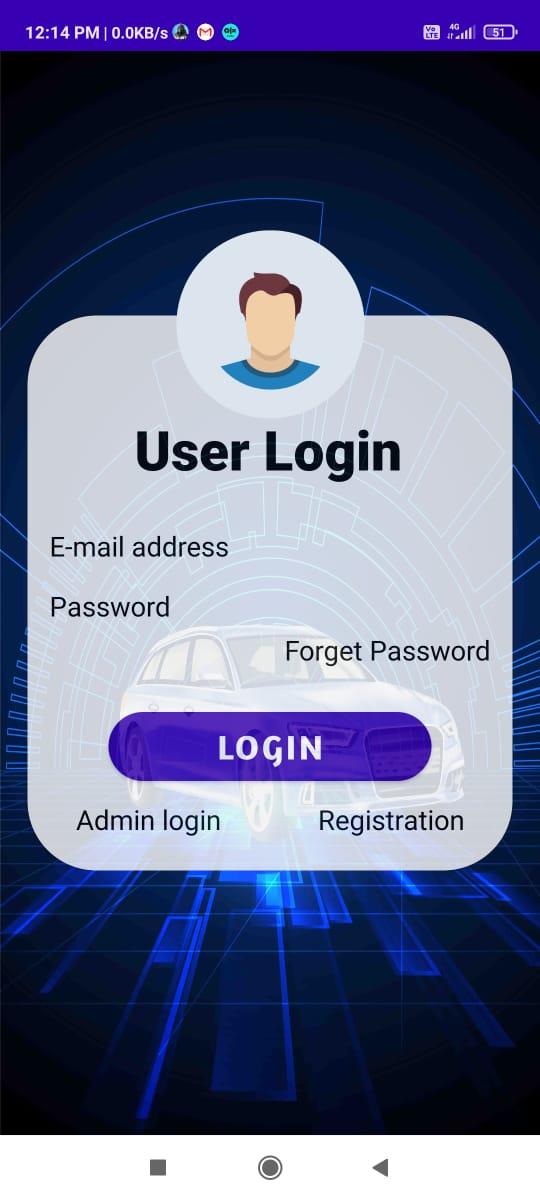 12:14 PM | 0.0KB/s
Vo LTE 4G 51
User Login
E-mail address
Password
Forget Password
LOGIN
Admin login Registration